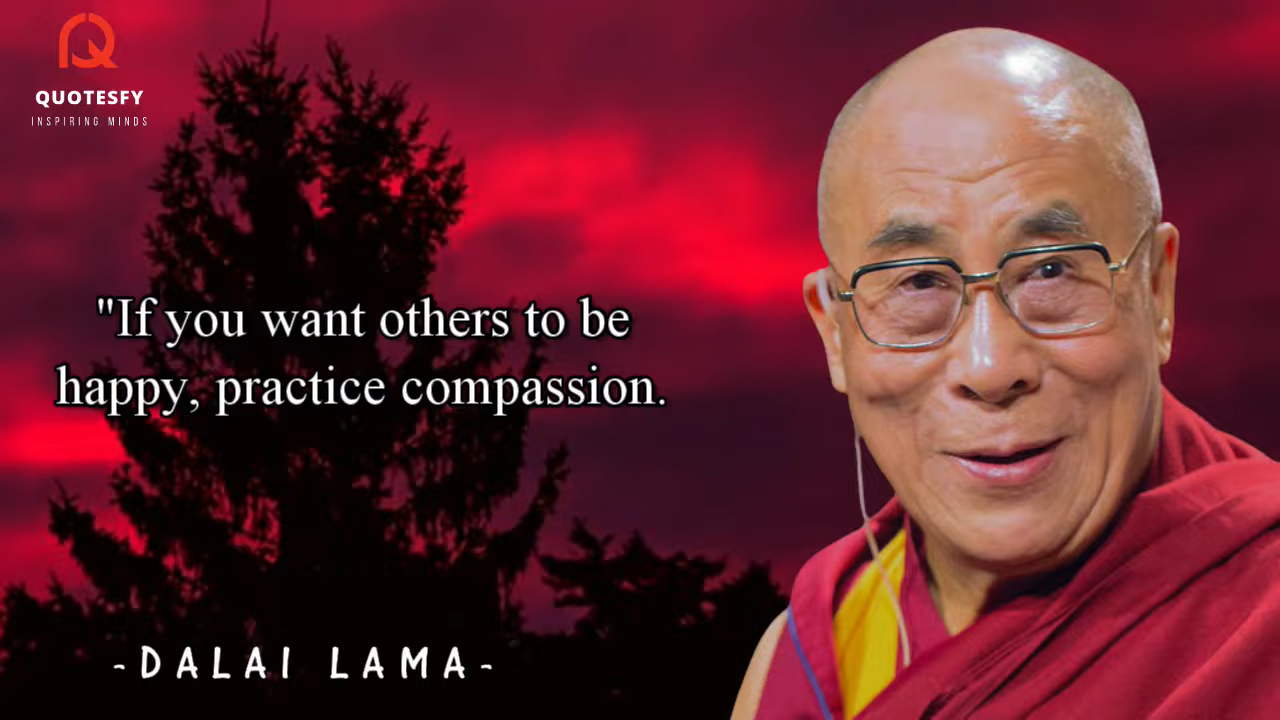 QUOTESFY
INSPIRING MINDS
"If you want others to be
happy, practice compassion.
-DALAI LAMA-